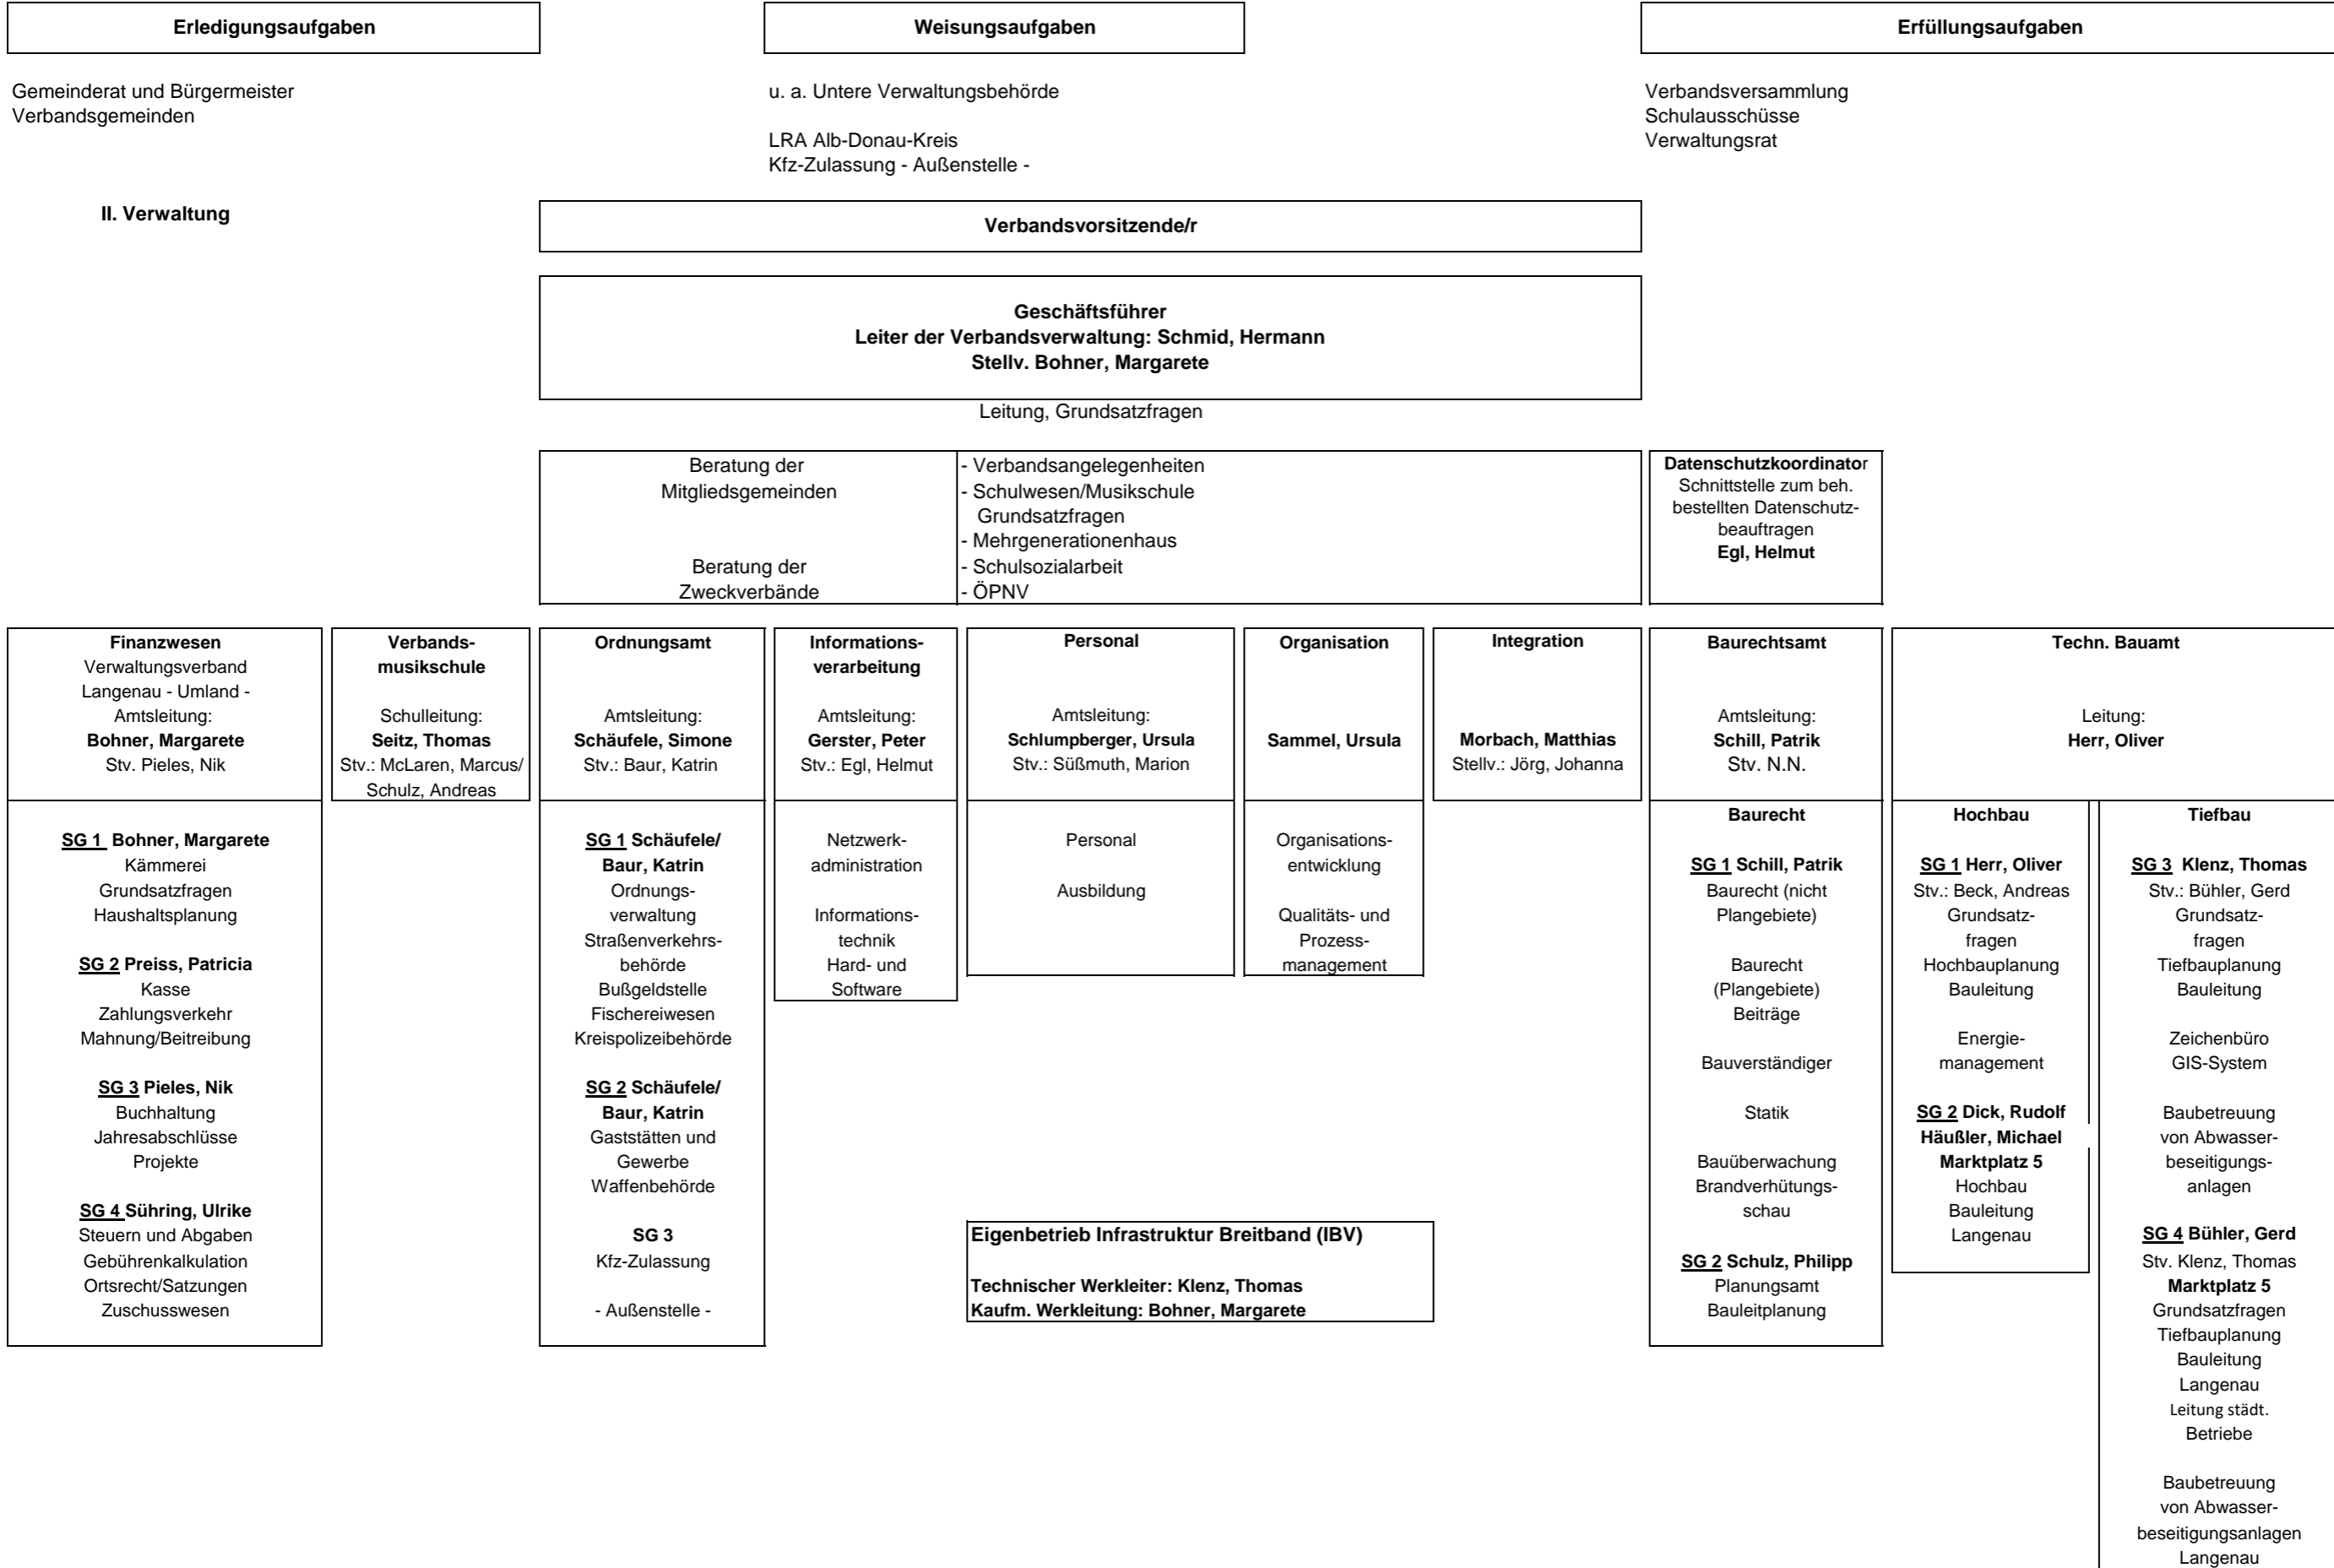 Erledigungsaufgaben
Weisungsaufgaben
Erfüllungsaufgaben
Gemeinderat und Bürgermeister
Verbandsgemeinden
u. a. Untere Verwaltungsbehörde
LRA Alb-Donau-Kreis
Kfz-Zulassung - Außenstelle -
Verbandsversammlung
Schulausschüsse
Verwaltungsrat
II. Verwaltung
Verbandsvorsitzende/r
Geschäftsführer
Leiter der Verbandsverwaltung: Schmid, Hermann
Stellv. Bohner, Margarete
Leitung, Grundsatzfragen
Beratung der
Mitgliedsgemeinden
Beratung der
Zweckverbände
- Verbandsangelegenheiten
- Schulwesen/Musikschule
Grundsatzfragen
- Mehrgenerationenhaus
- Schulsozialarbeit
- ÖPNV
Datenschutzkoordinator
Schnittstelle zum beh.
bestellten Datenschutz-
beauftragen
Egl, Helmut
Finanzwesen
Verwaltungsverband
Langenau - Umland -
Amtsleitung:
Bohner, Margarete
Stv. Pieles, Nik
SG 1 Bohner, Margarete
Kämmerei
Grundsatzfragen
Haushaltsplanung
SG 2 Preiss, Patricia
Kasse
Zahlungsverkehr
Mahnung/Beitreibung
SG 3 Pieles, Nik
Buchhaltung
Jahresabschlüsse
Projekte
SG 4 Sühring, Ulrike
Steuern und Abgaben
Gebührenkalkulation
Ortsrecht/Satzungen
Zuschusswesen
Verbands-
musikschule
Schulleitung:
Seitz, Thomas
Stv.: McLaren, Marcus/
Schulz, Andreas
Ordnungsamt
Amtsleitung:
Schäufele, Simone
Stv.: Baur, Katrin
SG 1 Schäufele/
Baur, Katrin
Ordnungs-
verwaltung
Straßenverkehrs-
behörde
Bußgeldstelle
Fischereiwesen
Kreispolizeibehörde
SG 2 Schäufele/
Baur, Katrin
Gaststätten und
Gewerbe
Waffenbehörde
SG 3
Kfz-Zulassung
- Außenstelle -
Informations-
verarbeitung
Amtsleitung:
Gerster, Peter
Stv.: Egl, Helmut
Netzwerk-
administration
Informations-
technik
Hard- und
Software
Personal
Amtsleitung:
Schlumpberger, Ursula
Stv.: Süßmuth, Marion
Personal
Ausbildung
Organisation
Sammel, Ursula
Organisations-
entwicklung
Qualitäts- und
Prozess-
management
Integration
Morbach, Matthias
Stellv.: Jörg, Johanna
Eigenbetrieb Infrastruktur Breitband (IBV)
Technischer Werkleiter: Klenz, Thomas
Kaufm. Werkleitung: Bohner, Margarete
Baurechtsamt
Amtsleitung:
Schill, Patrik
Stv. N.N.
Baurecht
SG 1 Schill, Patrik
Baurecht (nicht
Plangebiete)
Baurecht
(Plangebiete)
Beiträge
Bauverständiger
Statik
Bauüberwachung
Brandverhütungs-
schau
SG 2 Schulz, Philipp
Planungsamt
Bauleitplanung
Techn. Bauamt
Leitung:
Herr, Oliver
Hochbau
SG 1 Herr, Oliver
Stv.: Beck, Andreas
Grundsatz-
fragen
Hochbauplanung
Bauleitung
Energie-
management
SG 2 Dick, Rudolf
Häußler, Michael
Marktplatz 5
Hochbau
Bauleitung
Langenau
Tiefbau
SG 3 Klenz, Thomas
Stv.: Bühler, Gerd
Grundsatz-
fragen
Tiefbauplanung
Bauleitung
Zeichenbüro
GIS-System
Baubetreuung
von Abwasser-
beseitigungs-
anlagen
SG 4 Bühler, Gerd
Stv. Klenz, Thomas
Marktplatz 5
Grundsatzfragen
Tiefbauplanung
Bauleitung
Langenau
Leitung städt.
Betriebe
Baubetreuung
von Abwasser-
beseitigungsanlagen
Langenau